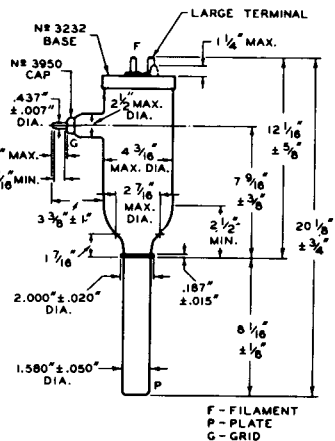 LARGE TERMINAL
Nº 3232
BASE
F
1 1/4" MAX.
Nº 3950
CAP
.437"
±.007"
DIA.
2 1/2" MAX.
DIA.
G
12 1/16"
± 5/8"
" MAX.
/16" MIN.
4 3/16"
MAX. DIA.
7 9/16"
± 3/8"
2 7/16"
MAX.
DIA.
3 3/8" ± 1"
2 1/2"
MIN.
20 1/8"
± 3/4"
1 7/16"
2.000"±.020"
DIA.
.187"
±.015"
8 1/16"
± 1/8"
1.580"±.050"
DIA.
P
F - FILAMENT
P - PLATE
G - GRID